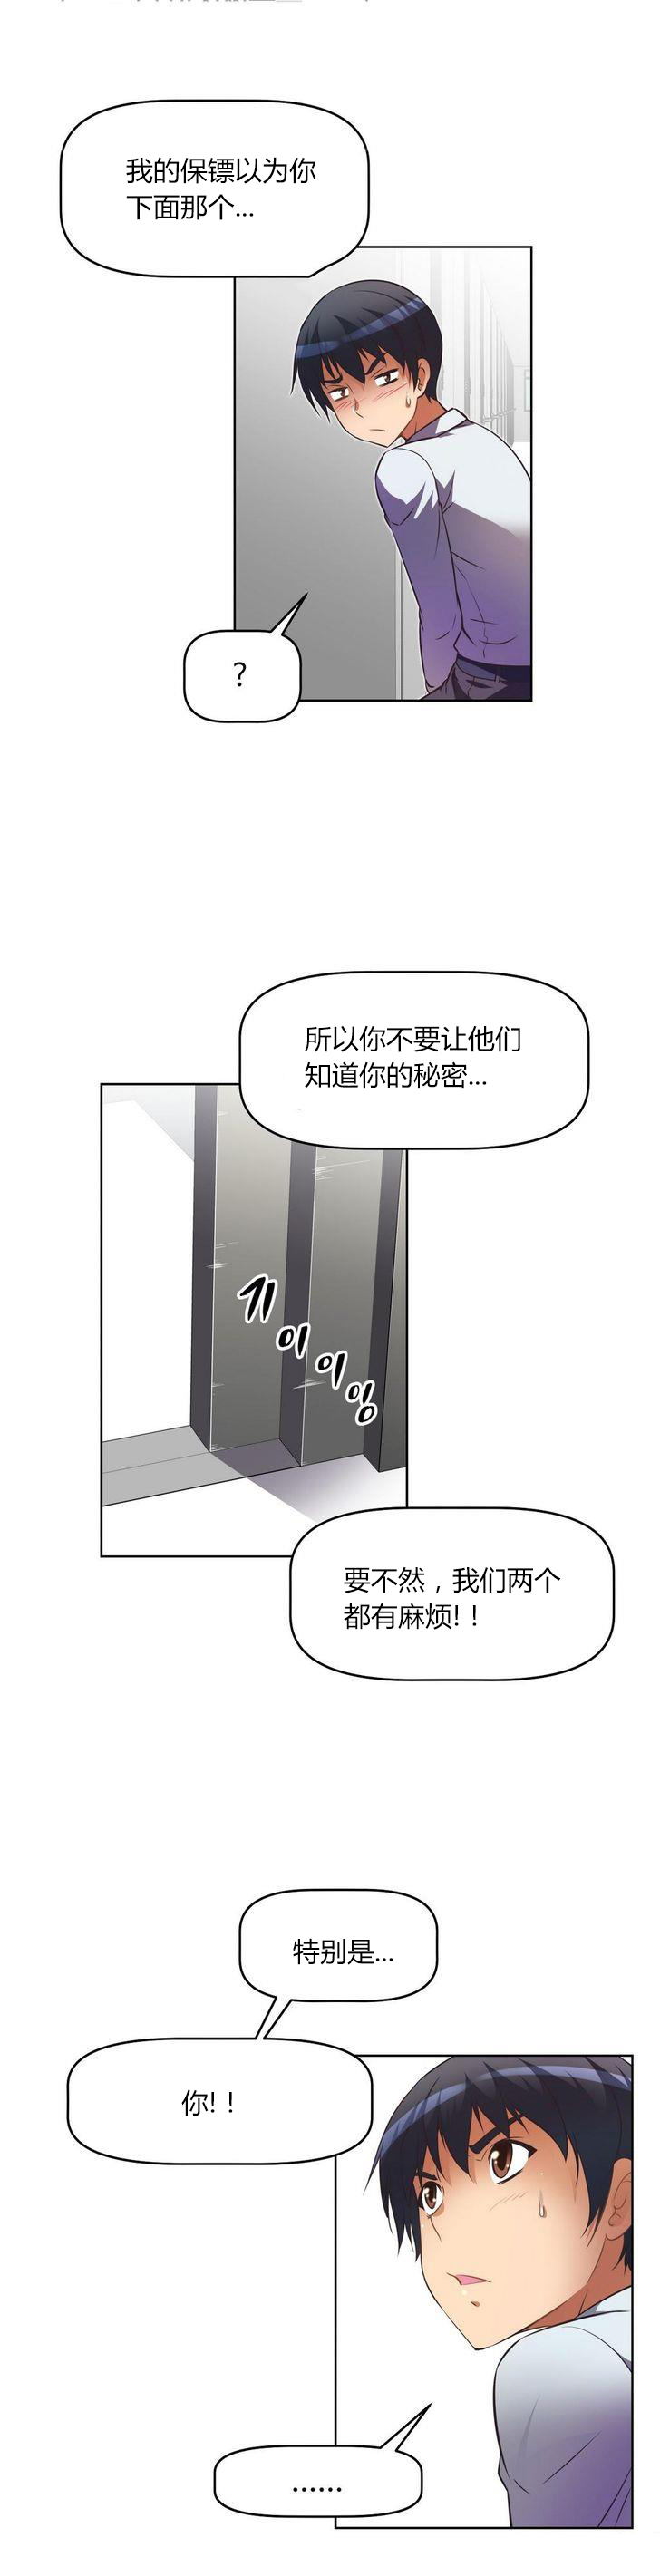 我的保镖以为你
下面那个...
?
所以你不要让他们
知道你的秘密...
끼이이잉
要不然，我们两个
都有麻烦!！
特别是...
你!！
......